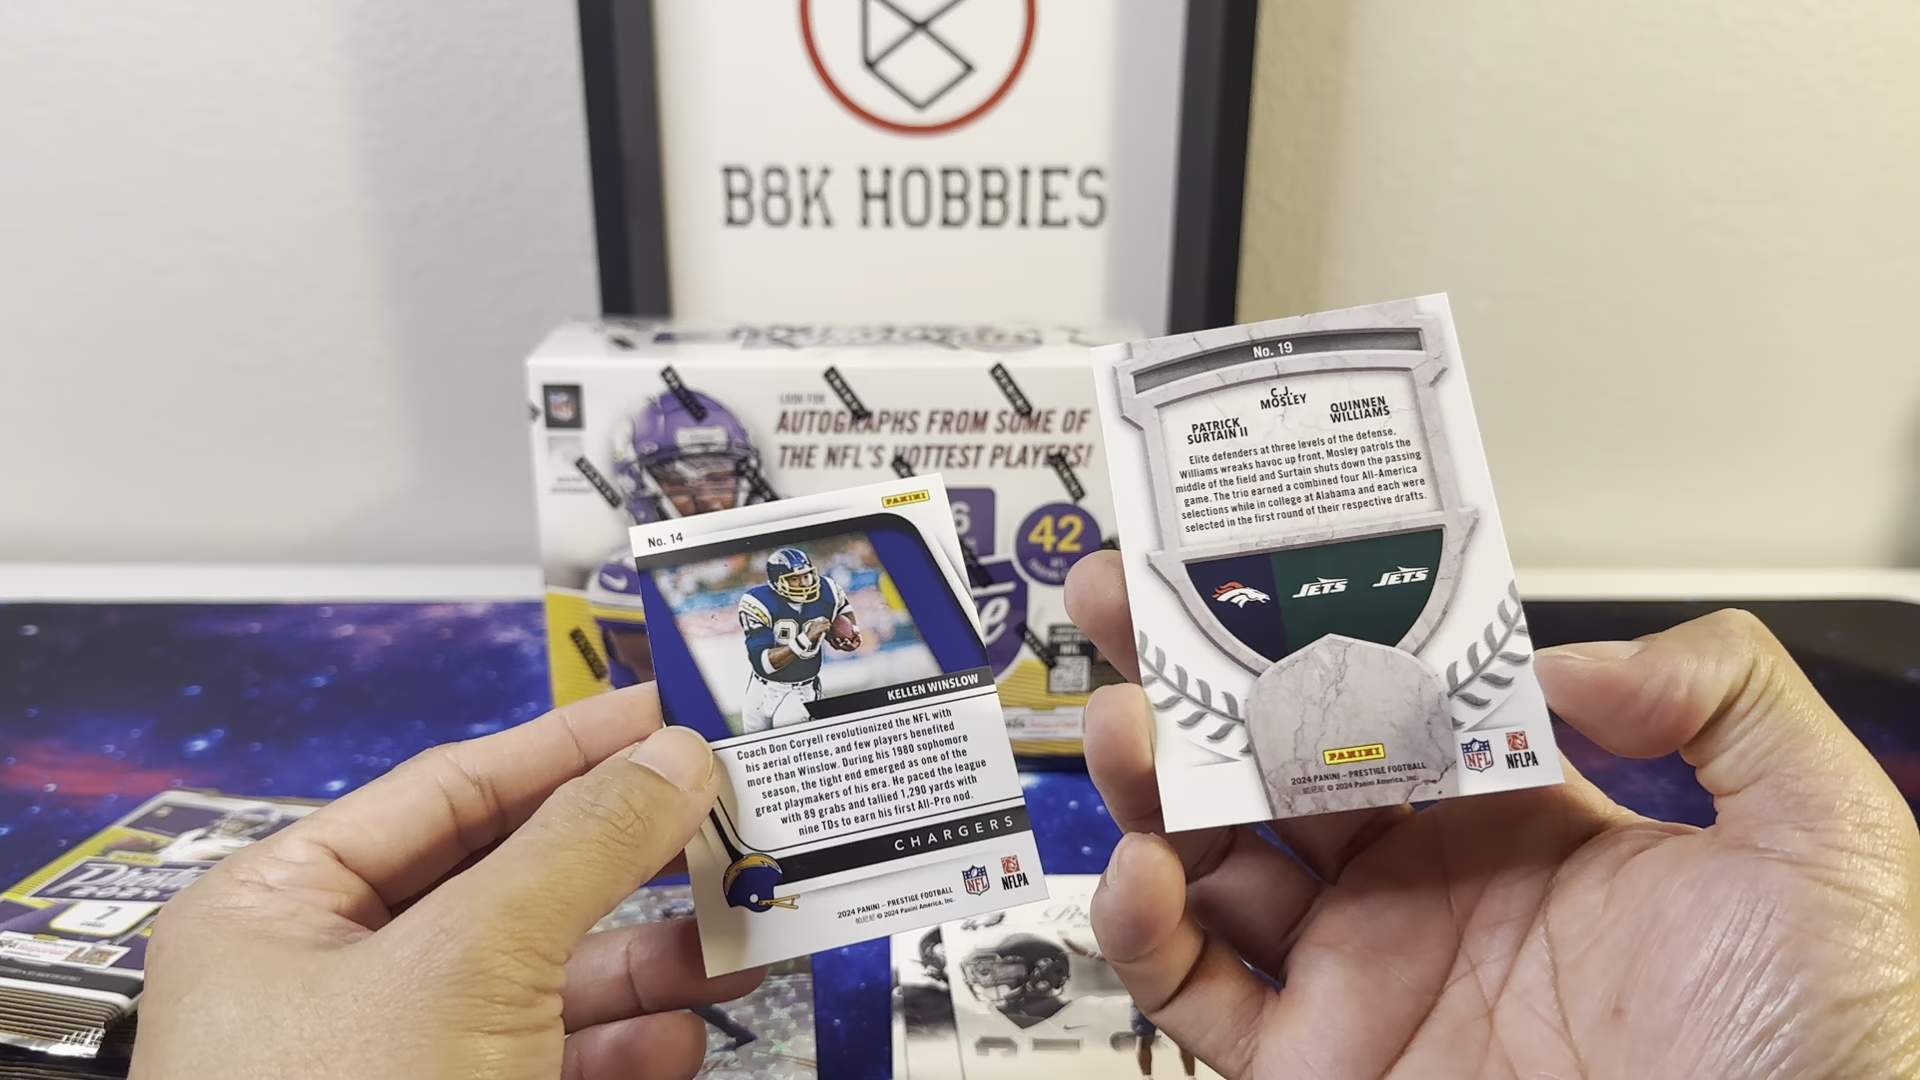 B8K HOBBIES
LOOK FOR
AUTOGRAPHS FROM SOME OF
THE NFL'S HOTTEST PLAYERS!
42
No. 14
PANINI
KELLEN WINSLOW
Coach Don Coryell revolutionized the NFL with
his aerial offense, and few players benefited
more than Winslow. During his 1980 sophomore
season, the tight end emerged as one of the
great playmakers of his era. He paced the league
with 89 grabs and tallied 1,290 yards with
nine TDs to earn his first All-Pro nod.
CHARGERS
NFL
NFLPA
2024 PANINI – PRESTIGE FOOTBALL
© 2024 Panini America, Inc.
No. 19
PATRICK
SURTAIN II
C.J.
MOSLEY
QUINNEN
WILLIAMS
Elite defenders at three levels of the defense,
Williams wreaks havoc up front, Mosley patrols the
middle of the field and Surtain shuts down the passing
game. The trio earned a combined four All-America
selections while in college at Alabama and each were
selected in the first round of their respective drafts.
JETS
JETS
PANINI
2024 PANINI – PRESTIGE FOOTBALL
© 2024 Panini America, Inc.
NFL
NFLPA
2024
7